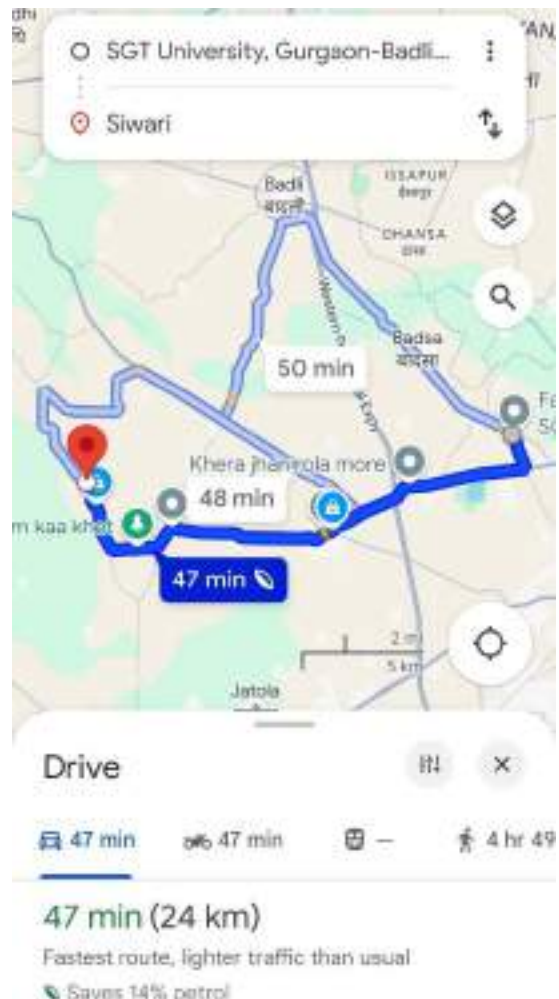 SGT University, Gurgaon-Badli...
Siwari
Badli
ISSAPUR
DHANSA
Badsa
बादसा
50 min
Khera jhanjrola more
48 min
47 min
2 mi
5 km
Jatola
Drive
47 min
47 min
—
4 hr 49
47 min (24 km)
Fastest route, lighter traffic than usual
Saves 14% petrol